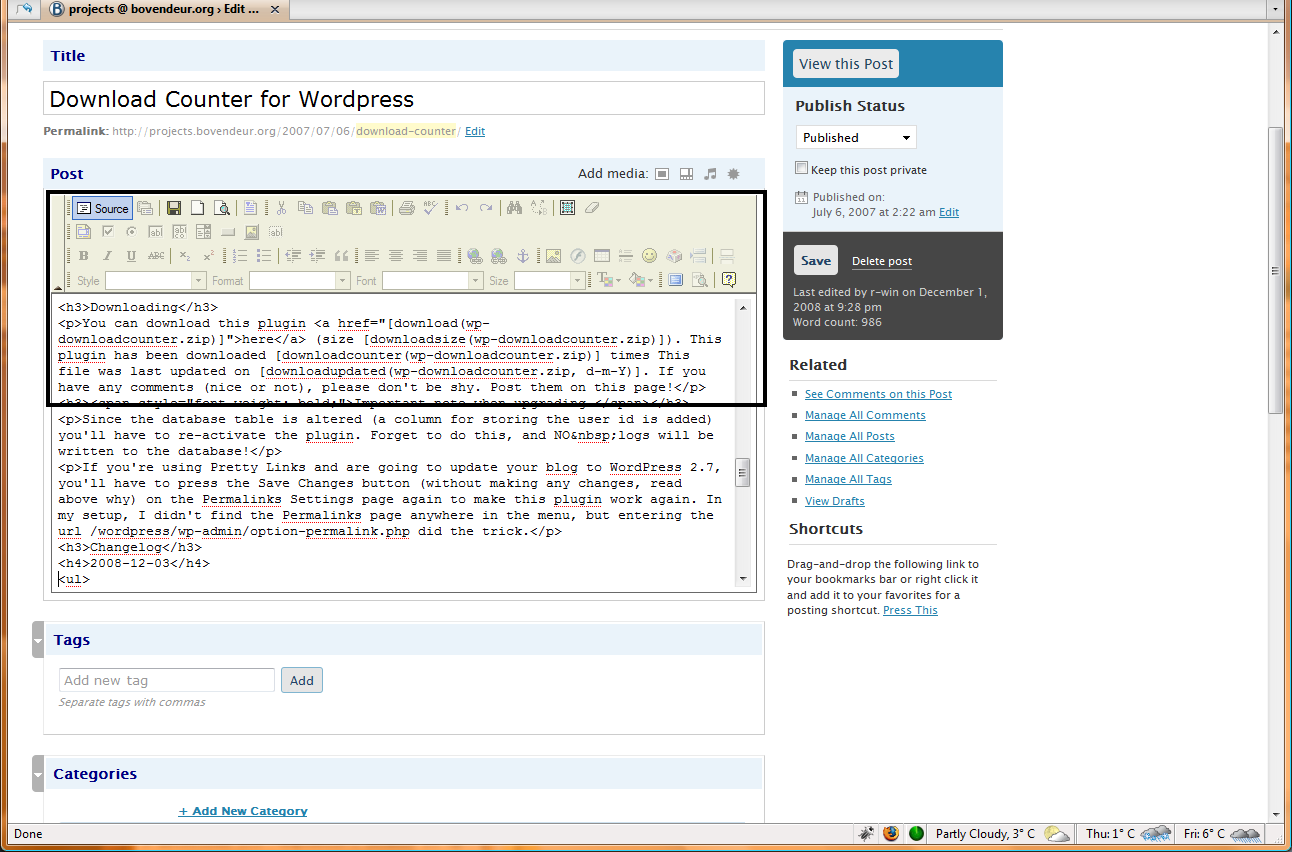 projects @ bovendeur.org › Edit ...
Title
Download Counter for Wordpress
Permalink: http://projects.bovendeur.org/2007/07/06/download-counter/ Edit
Post
Add media:
Source
ABC
B I U ABC X₂ X²
Style Format Font Size
<h3>Downloading</h3>
<p>You can download this plugin <a href="[download(wp-
downloadcounter.zip)]">here</a> (size [downloadsize(wp-downloadcounter.zip)]). This
plugin has been downloaded [downloadcounter(wp-downloadcounter.zip)] times This
file was last updated on [downloadupdated(wp-downloadcounter.zip, d-m-Y)]. If you
have any comments (nice or not), please don't be shy. Post them on this page!</p>
<h3><span style="font-weight: bold;">Important note when upgrading </span></h3>
<p>Since the database table is altered (a column for storing the user id is added)
you'll have to re-activate the plugin. Forget to do this, and NO&nbsp;logs will be
written to the database!</p>
<p>If you're using Pretty Links and are going to update your blog to WordPress 2.7,
you'll have to press the Save Changes button (without making any changes, read
above why) on the Permalinks Settings page again to make this plugin work again. In
my setup, I didn't find the Permalinks page anywhere in the menu, but entering the
url /wordpress/wp-admin/option-permalink.php did the trick.</p>
<h3>Changelog</h3>
<h4>2008-12-03</h4>
<ul>
Tags
Add new tag
Add
Separate tags with commas
Categories
+ Add New Category
View this Post
Publish Status
Published
Keep this post private
Published on:
July 6, 2007 at 2:22 am Edit
Save
Delete post
Last edited by r-win on December 1,
2008 at 9:28 pm
Word count: 986
Related
See Comments on this Post
Manage All Comments
Manage All Posts
Manage All Categories
Manage All Tags
View Drafts
Shortcuts
Drag-and-drop the following link to
your bookmarks bar or right click it
and add it to your favorites for a
posting shortcut. Press This
Done
Partly Cloudy, 3° C
Thu: 1° C
Fri: 6° C